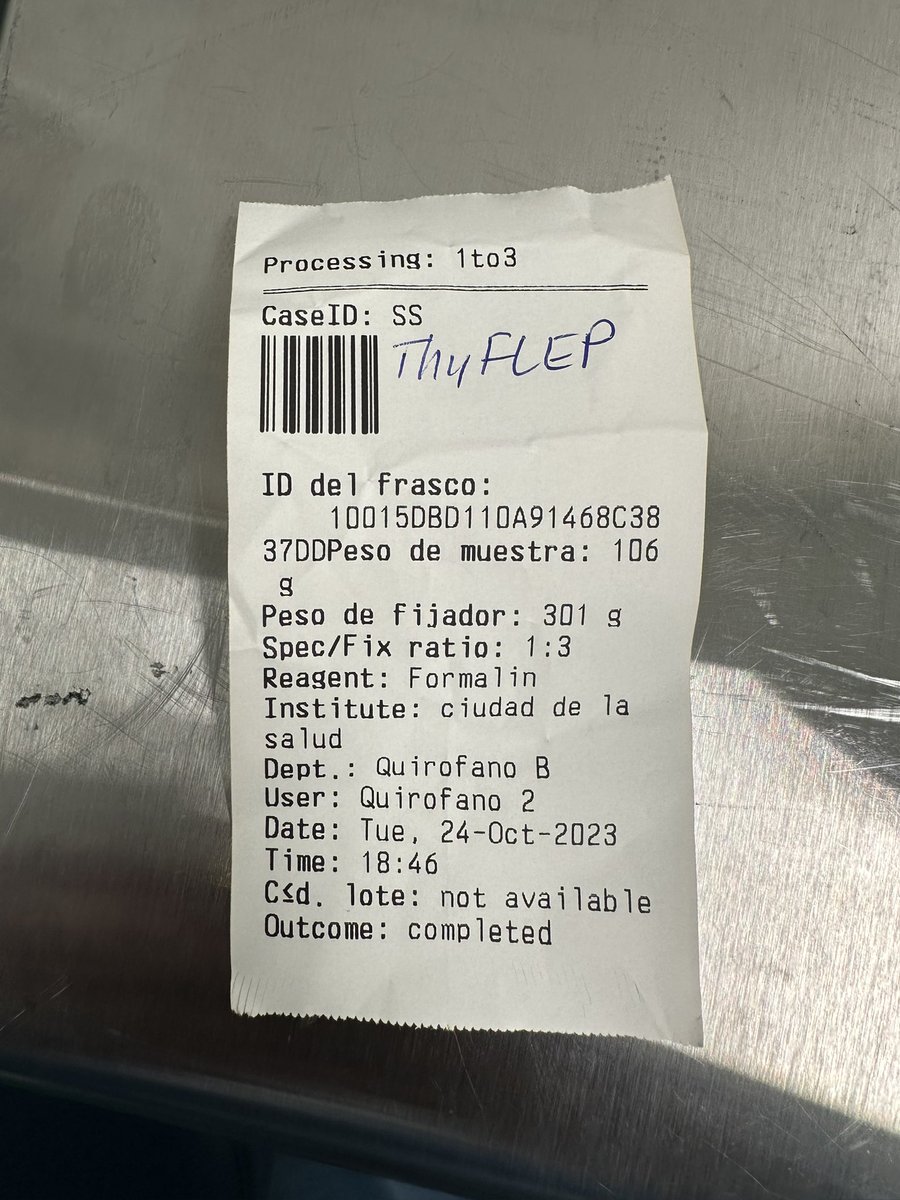 Processing: 1to3
CaseID: SS
ThyFLEP
ID del frasco:
10015DBD110A91468C38
37DDPeso de muestra: 106
g
Peso de fijador: 301 g
Spec/Fix ratio: 1:3
Reagent: Formalin
Institute: ciudad de la
salud
Dept.: Quirofano B
User: Quirofano 2
Date: Tue, 24-Oct-2023
Time: 18:46
C≤d. lote: not available
Outcome: completed